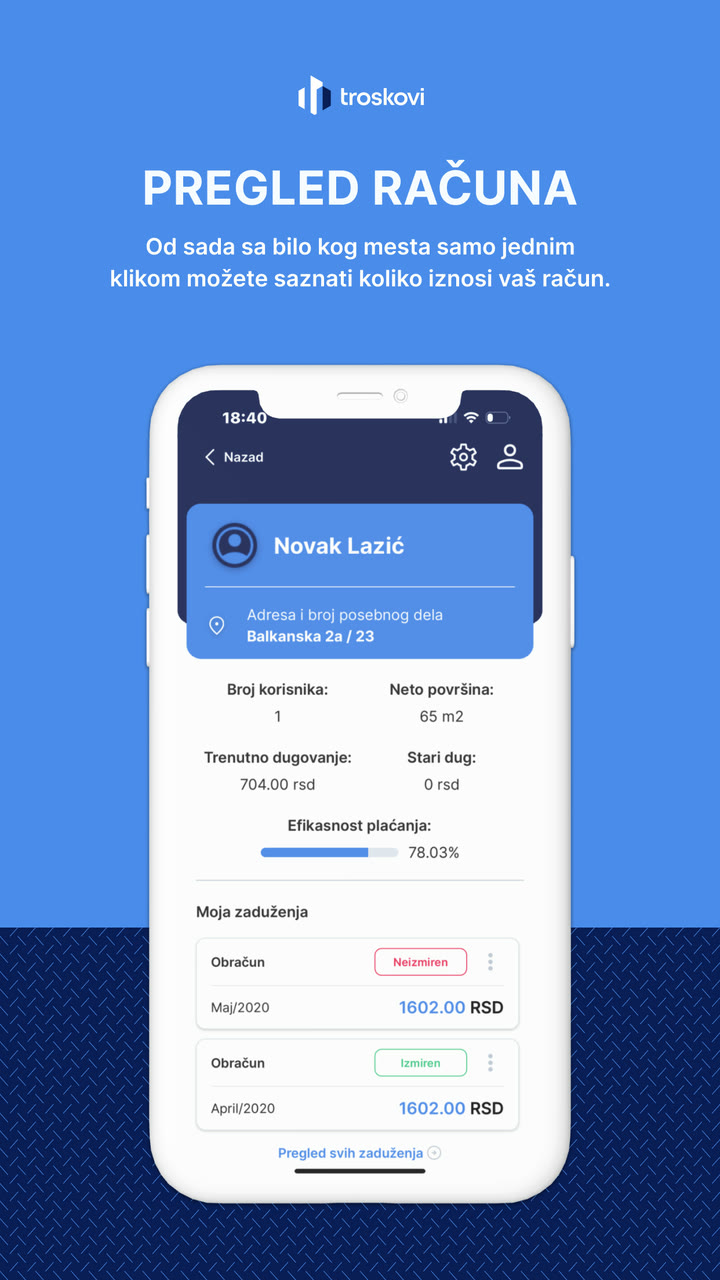 troskovi
PREGLED RAČUNA
Od sada sa bilo kog mesta samo jednim
klikom možete saznati koliko iznosi vaš račun.
18:40
Nazad
Novak Lazić
Adresa i broj posebnog dela
Balkanska 2a / 23
Broj korisnika: Neto površina:
1 65 m2
Trenutno dugovanje: Stari dug:
704.00 rsd 0 rsd
Efikasnost plaćanja:
78.03%
Moja zaduženja
Obračun Neizmiren
Maj/2020 1602.00 RSD
Obračun Izmiren
April/2020 1602.00 RSD
Pregled svih zaduženja